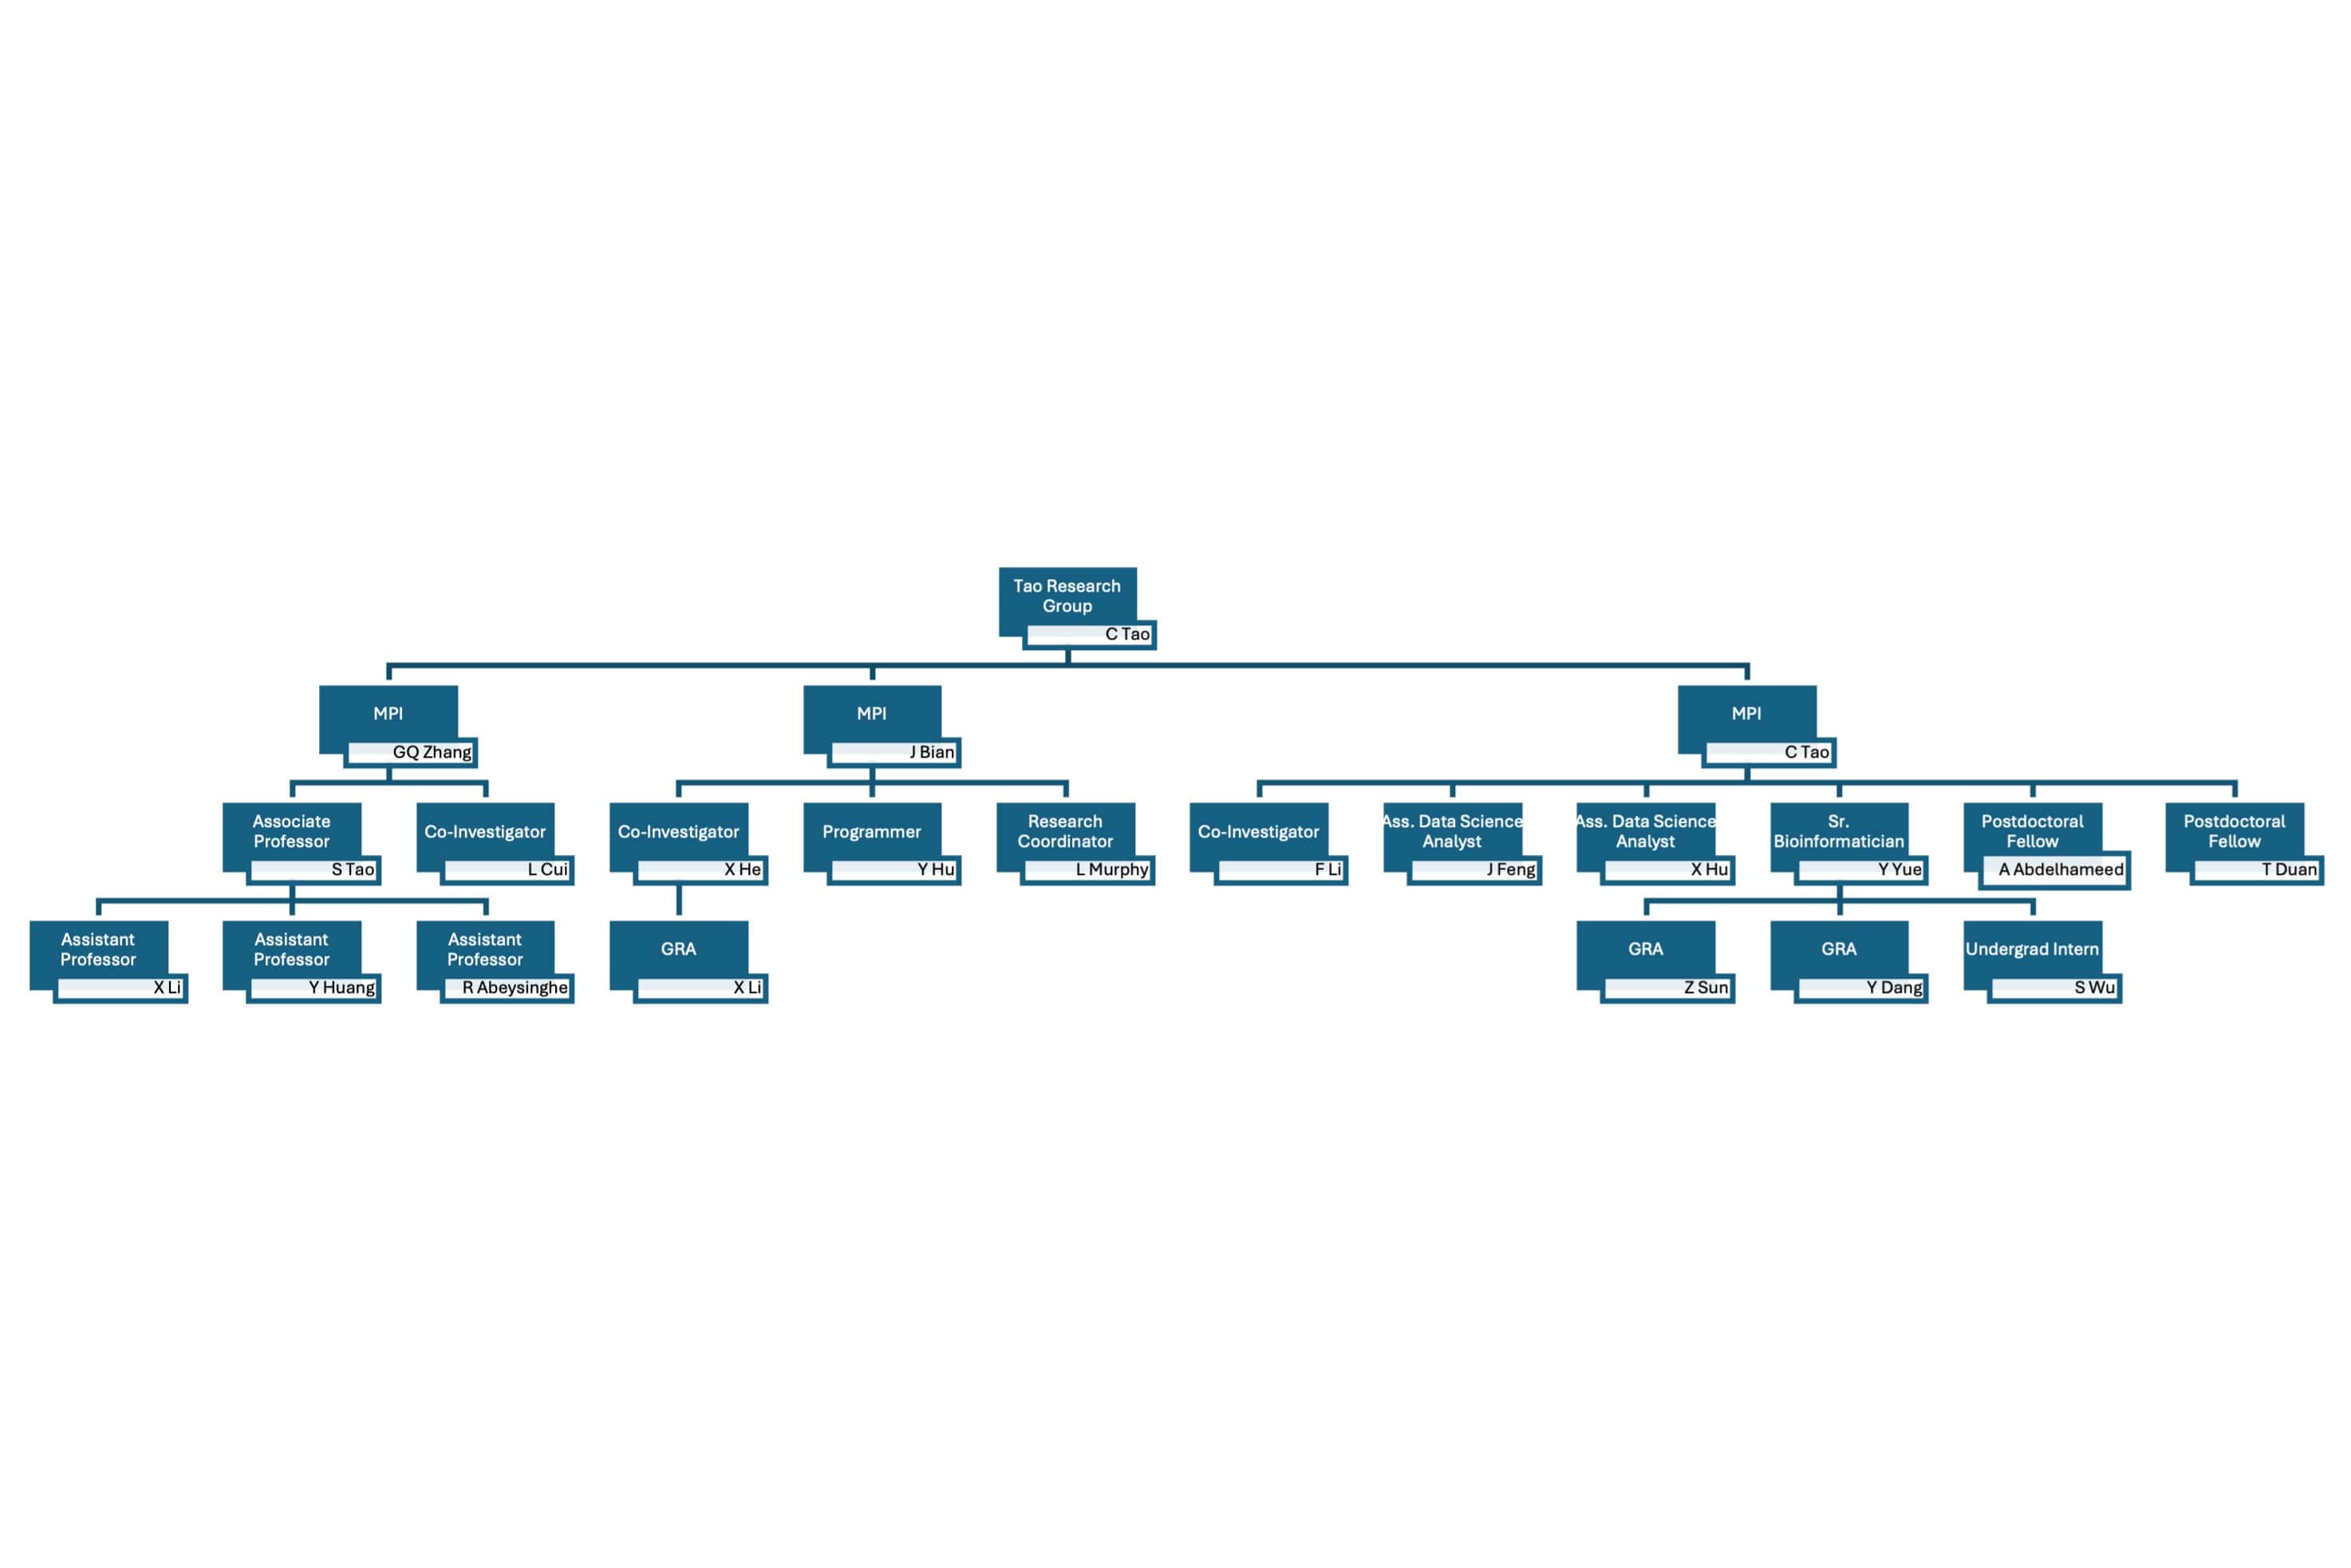 Tao Research
Group
C Tao
MPI
GQ Zhang
MPI
J Bian
MPI
C Tao
Associate
Professor
S Tao
Co-Investigator
L Cui
Co-Investigator
X He
Programmer
Y Hu
Research
Coordinator
L Murphy
Co-Investigator
F Li
Ass. Data Science
Analyst
J Feng
Ass. Data Science
Analyst
X Hu
Sr.
Bioinformatician
Y Yue
Postdoctoral
Fellow
A Abdelhameed
Postdoctoral
Fellow
T Duan
Assistant
Professor
X Li
Assistant
Professor
Y Huang
Assistant
Professor
R Abeysinghe
GRA
X Li
GRA
Z Sun
GRA
Y Dang
Undergrad Intern
S Wu